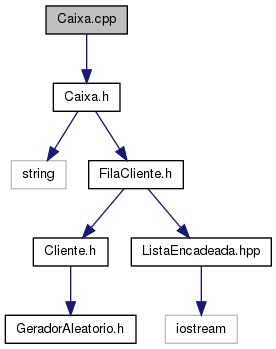 Caixa.cpp
Caixa.h
string
FilaCliente.h
Cliente.h
ListaEncadeada.hpp
GeradorAleatorio.h
iostream